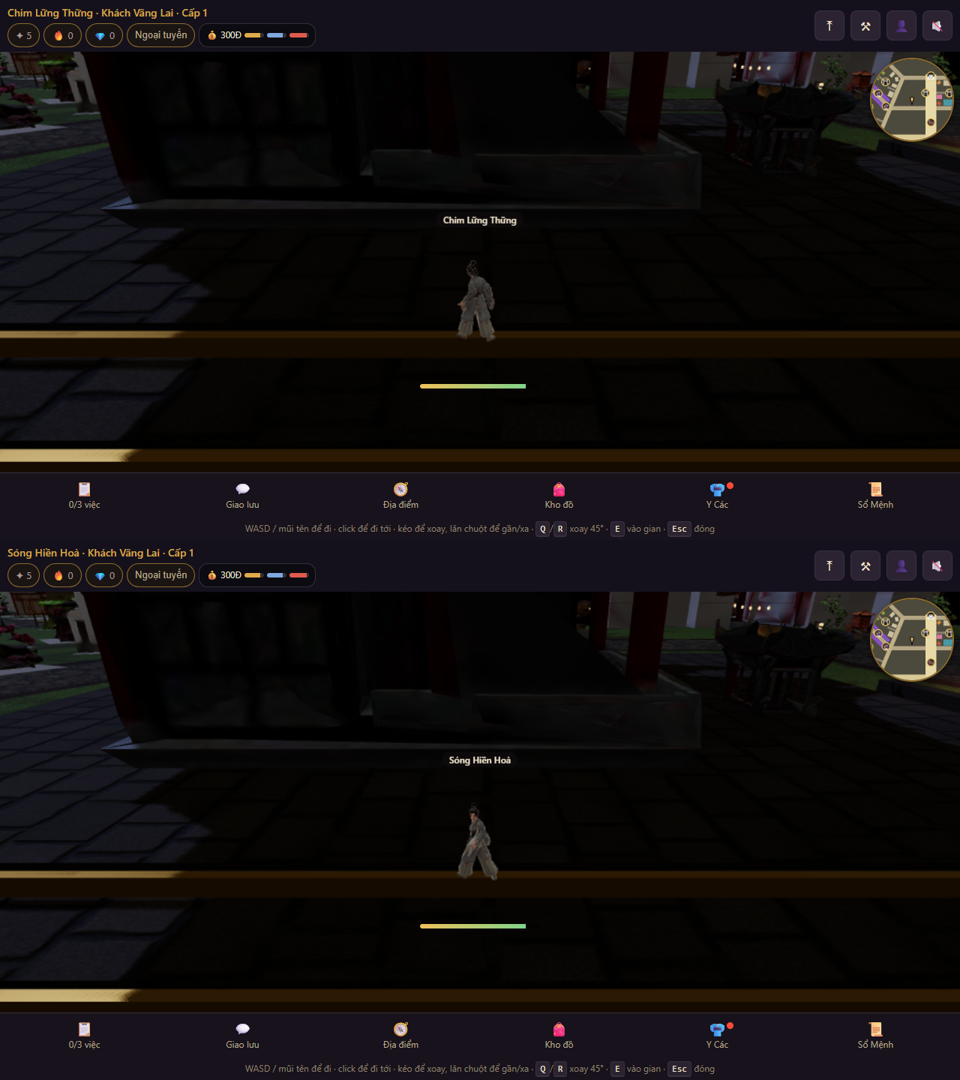 Chim Lững Thững · Khách Vãng Lai · Cấp 1
5 0 0 Ngoại tuyến 300Đ
Chim Lững Thững
0/3 việc Giao lưu Địa điểm Kho đồ Y Các Sổ Mệnh
WASD / mũi tên để đi · click để đi tới · kéo để xoay, lăn chuột để gần/xa · Q / R xoay 45° · E vào gian · Esc đóng
Sóng Hiền Hoà · Khách Vãng Lai · Cấp 1
5 0 0 Ngoại tuyến 300Đ
Sóng Hiền Hoà
0/3 việc Giao lưu Địa điểm Kho đồ Y Các Sổ Mệnh
WASD / mũi tên để đi · click để đi tới · kéo để xoay, lăn chuột để gần/xa · Q / R xoay 45° · E vào gian · Esc đóng